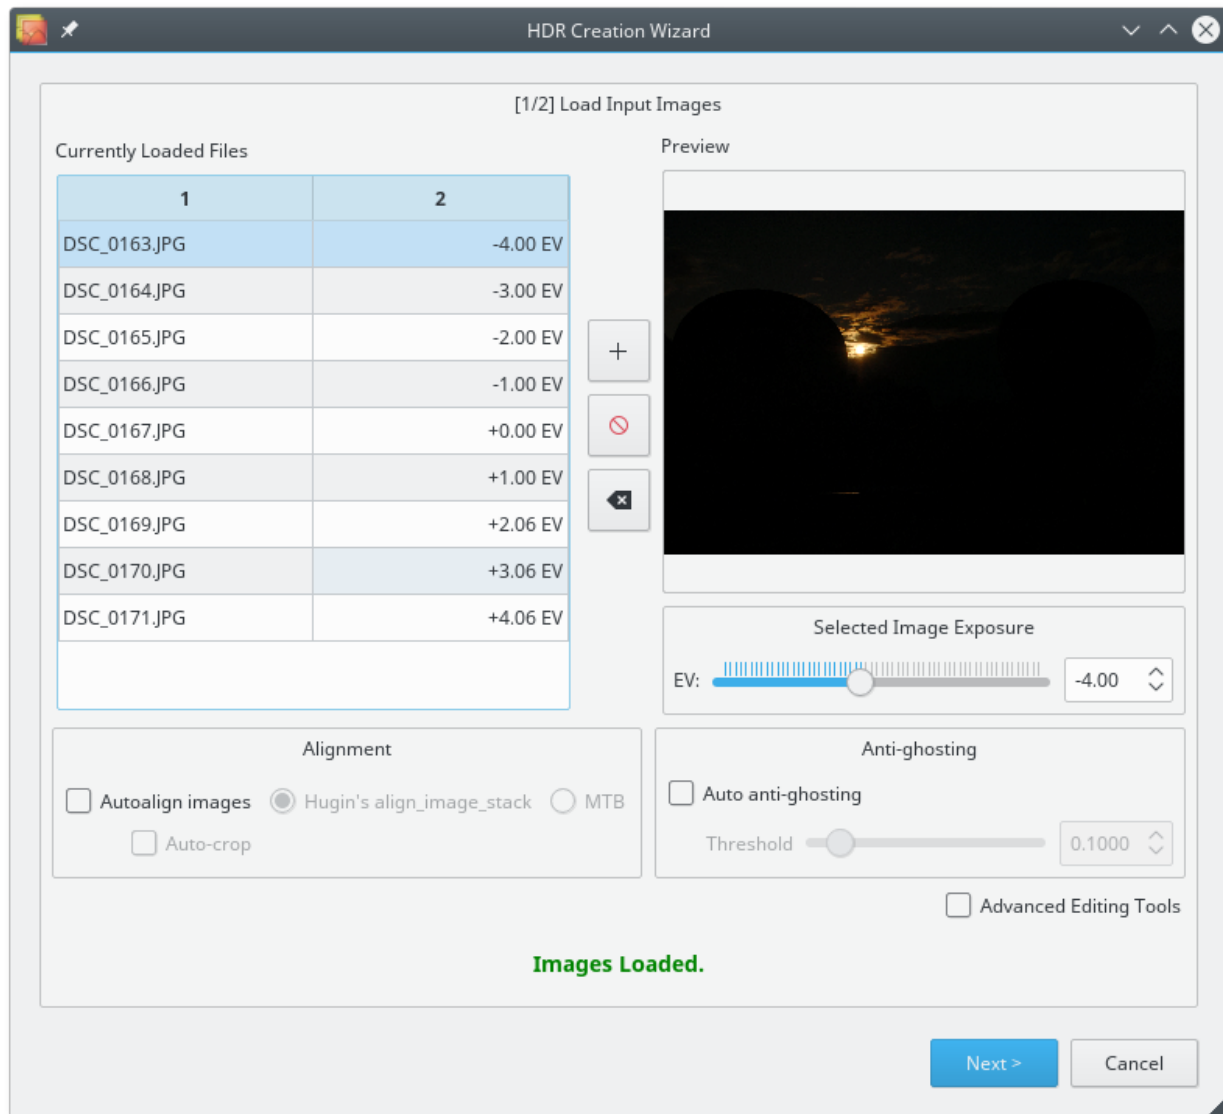 HDR Creation Wizard
[1/2] Load Input Images
Currently Loaded Files
Preview
1 2
DSC_0163.JPG -4.00 EV
DSC_0164.JPG -3.00 EV
DSC_0165.JPG -2.00 EV
DSC_0166.JPG -1.00 EV
DSC_0167.JPG +0.00 EV
DSC_0168.JPG +1.00 EV
DSC_0169.JPG +2.06 EV
DSC_0170.JPG +3.06 EV
DSC_0171.JPG +4.06 EV
Selected Image Exposure
EV: -4.00
Alignment
Autoalign images Hugin's align_image_stack MTB
Auto-crop
Anti-ghosting
Auto anti-ghosting
Threshold 0.1000
Advanced Editing Tools
Images Loaded.
Next > Cancel